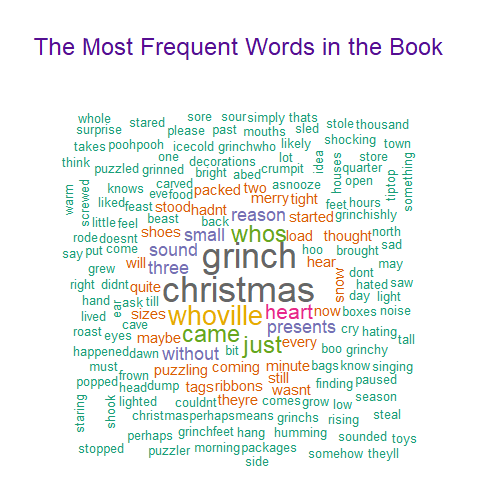 The Most Frequent Words in the Book
whole stared sore sour simply thats
surprise please past mouths sled stole thousand
takes poohpooh icecold grinchwho likely shocking town
think puzzled grinned one decorations lot idea houses quarter store
warm screwed knows carved bright abed crumpit open tiptop something
liked feast evefood packed two asnooze feet hours
little feel stood hadnt merry tight grinchishly
beast back reason started
rode doesnt shoes small whos load thought north
say put come sound grinch hoo brought sad
grew will three hear dont may
right didnt quite christmas snow hated saw
hand ear ask till day light
lived sizes whoville heart now boxes noise
roast eyes cave maybe came presents cry hating tall
happened dawn without bit just every boo grinchy
must puzzling coming minute bags know singing
popped frown head dump tags ribbons still finding paused
staring shock lighted couldnt theyre wasnt comes grow low season
christmasperhapsmeans grinchs rising steal
perhaps grinchfeet hang humming sounded toys
stopped puzzler morning packages somehow theyll
side